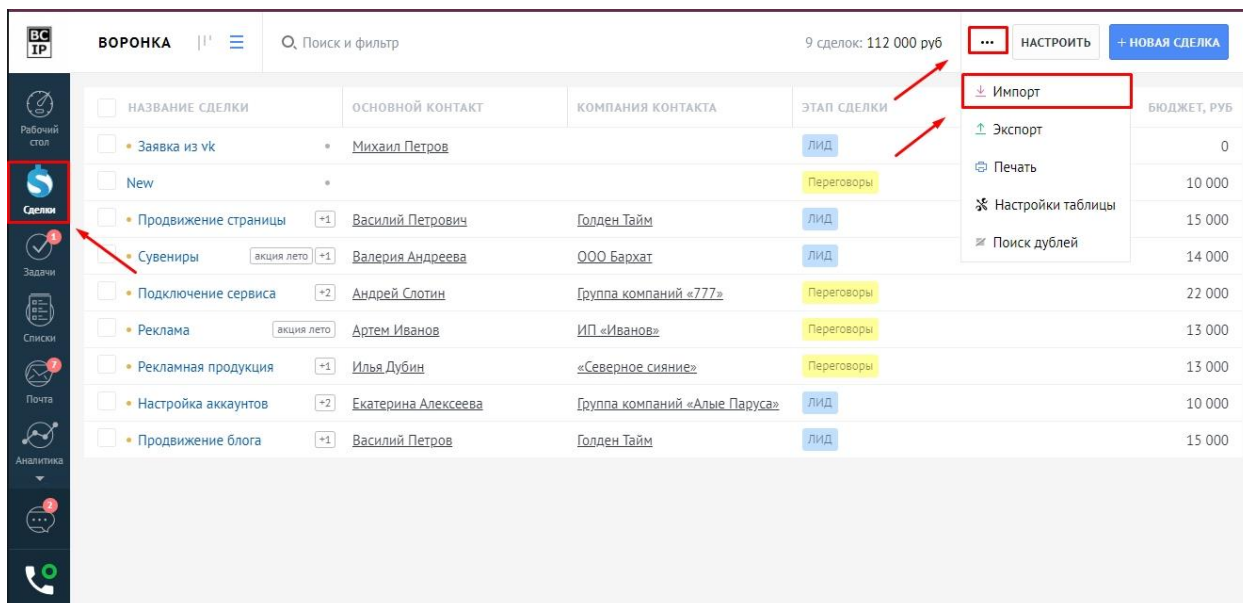 BC
IP
ВОРОНКА
Поиск и фильтр
9 сделок: 112 000 руб
...
НАСТРОИТЬ
+ НОВАЯ СДЕЛКА
Импорт
Экспорт
Печать
Настройки таблицы
Поиск дублей
Рабочий
стол
Сделки
1
Задачи
Списки
7
Почта
Аналитика
2
НАЗВАНИЕ СДЕЛКИ ОСНОВНОЙ КОНТАКТ КОМПАНИЯ КОНТАКТА ЭТАП СДЕЛКИ БЮДЖЕТ, РУБ
Заявка из vk Михаил Петров ЛИД 0
New Переговоры 10 000
Продвижение страницы +1 Василий Петрович Голден Тайм ЛИД 15 000
Сувениры акция лето +1 Валерия Андреева ООО Бархат ЛИД 14 000
Подключение сервиса +2 Андрей Слотин Группа компаний «777» Переговоры 22 000
Реклама акция лето Артем Иванов ИП «Иванов» Переговоры 13 000
Рекламная продукция +1 Илья Дубин «Северное сияние» Переговоры 13 000
Настройка аккаунтов +2 Екатерина Алексеева Группа компаний «Алые Паруса» ЛИД 10 000
Продвижение блога +1 Василий Петров Голден Тайм ЛИД 15 000